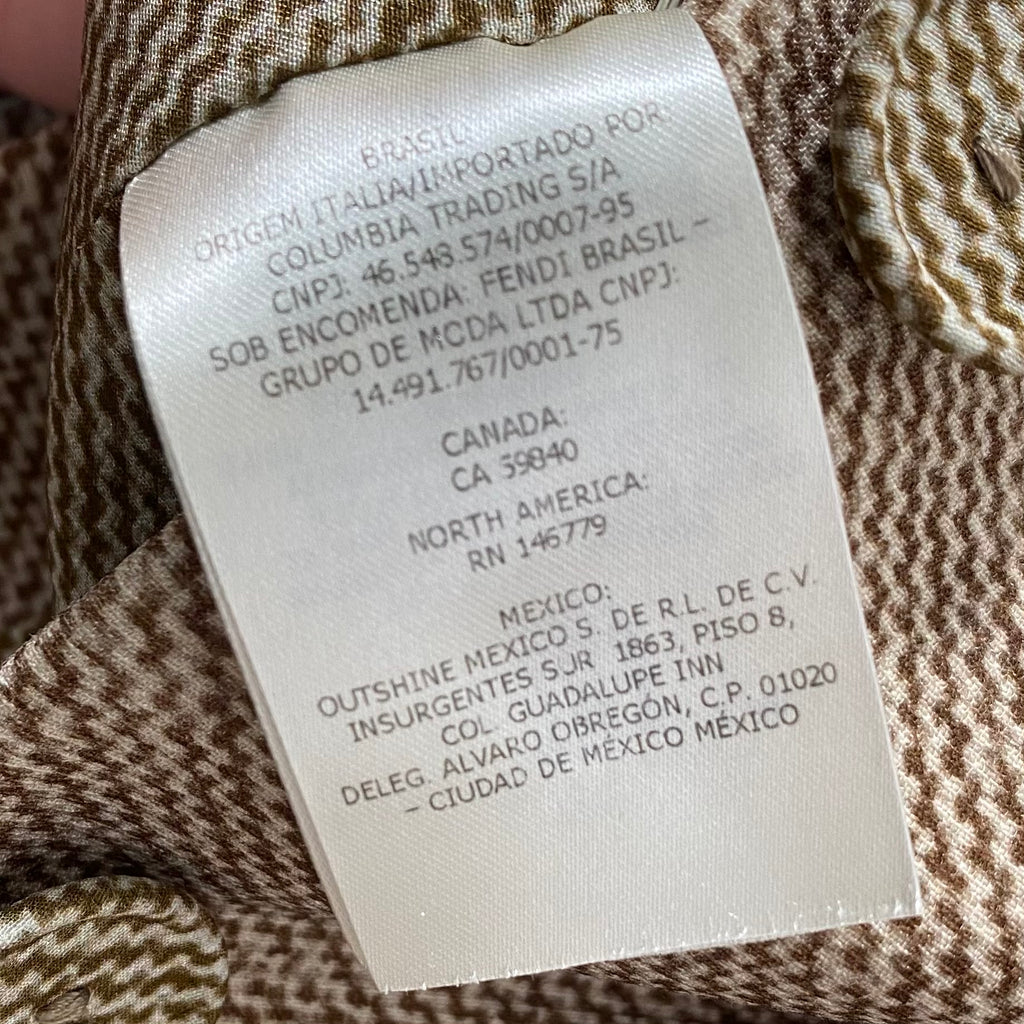 BRASIL
ORIGEM ITALIA/IMPORTADO POR
COLUMBIA TRADING S/A
CNPJ: 46.548.574/0007-95
SOB ENCOMENDA: FENDI BRASIL –
GRUPO DE MODA LTDA CNPJ:
14.491.767/0001-75
CANADA:
CA 39840
NORTH AMERICA:
RN 146779
MEXICO:
OUTSHINE MEXICO S. DE R.L. DE C.V.
INSURGENTES SUR 1863, PISO 8,
COL. GUADALUPE INN
DELEG. ALVARO OBREGÓN, C.P. 01020
– CIUDAD DE MÉXICO MÉXICO